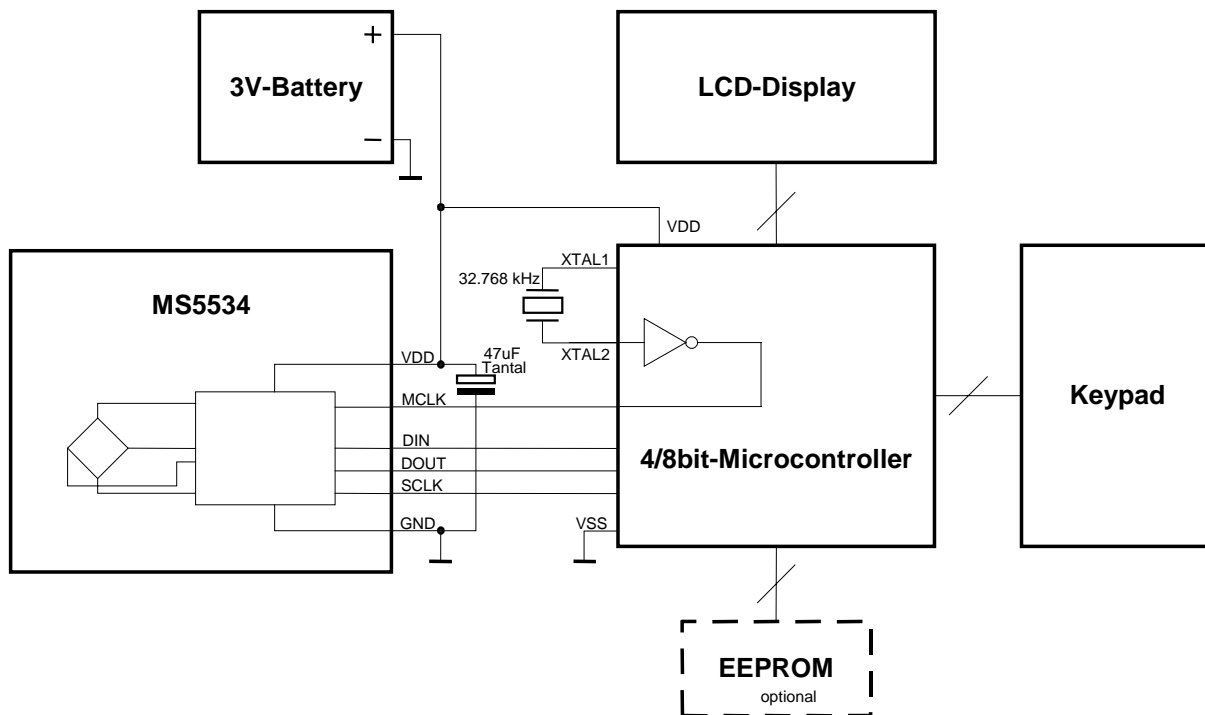 +
3V-Battery
−
LCD-Display
VDD
XTAL1
32.768 kHz
XTAL2
MS5534
VDD
47uF
Tantal
MCLK
DIN
DOUT
SCLK
GND
4/8bit-Microcontroller
VSS
Keypad
EEPROM
optional